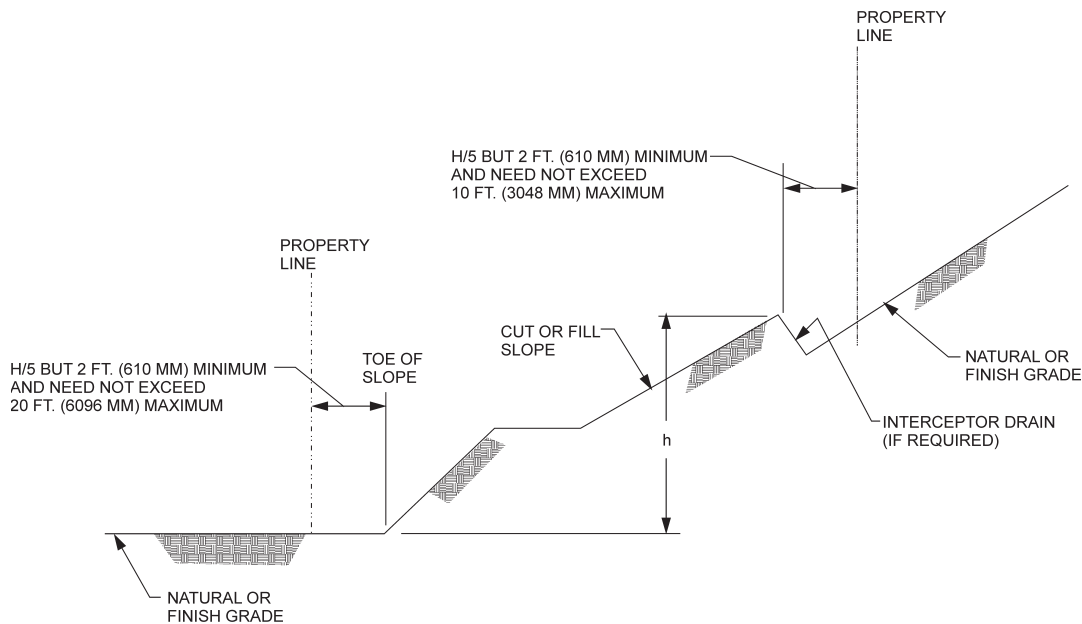 PROPERTY
LINE
H/5 BUT 2 FT. (610 MM) MINIMUM
AND NEED NOT EXCEED
10 FT. (3048 MM) MAXIMUM
PROPERTY
LINE
CUT OR FILL
SLOPE
TOE OF
SLOPE
H/5 BUT 2 FT. (610 MM) MINIMUM
AND NEED NOT EXCEED
20 FT. (6096 MM) MAXIMUM
NATURAL OR
FINISH GRADE
INTERCEPTOR DRAIN
(IF REQUIRED)
h
NATURAL OR
FINISH GRADE